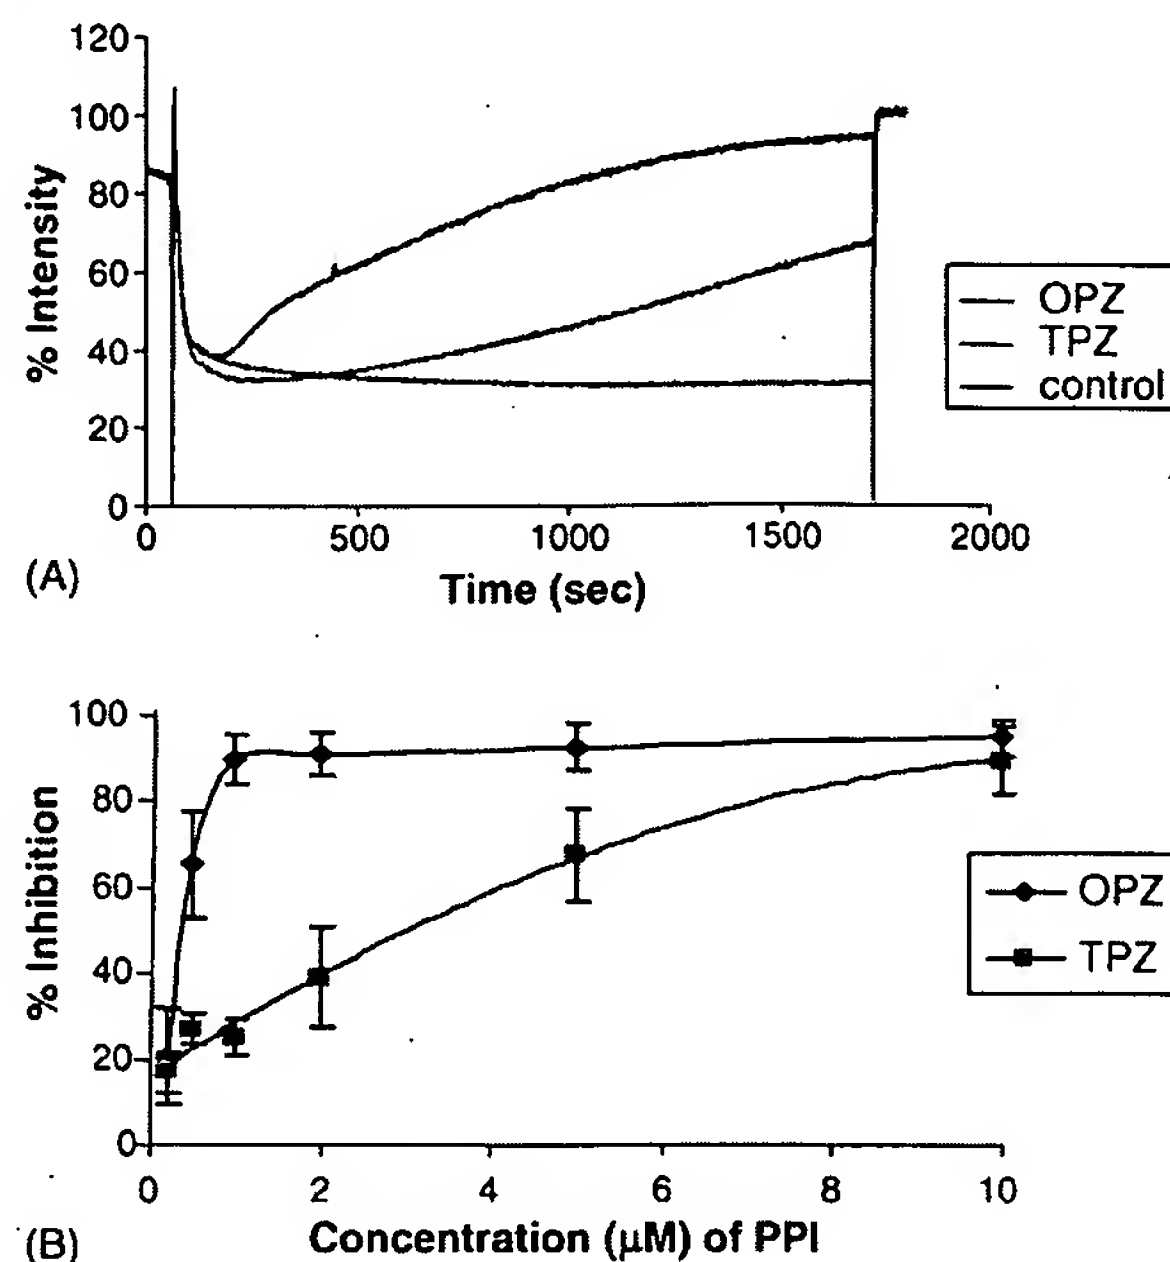 120
100
80
60
40
20
0
% Intensity
0 500 1000 1500 2000
Time (sec)
OPZ
TPZ
control
(A)
100
80
60
40
20
0
% Inhibition
0 2 4 6 8 10
Concentration (μM) of PPI
OPZ
TPZ
(B)